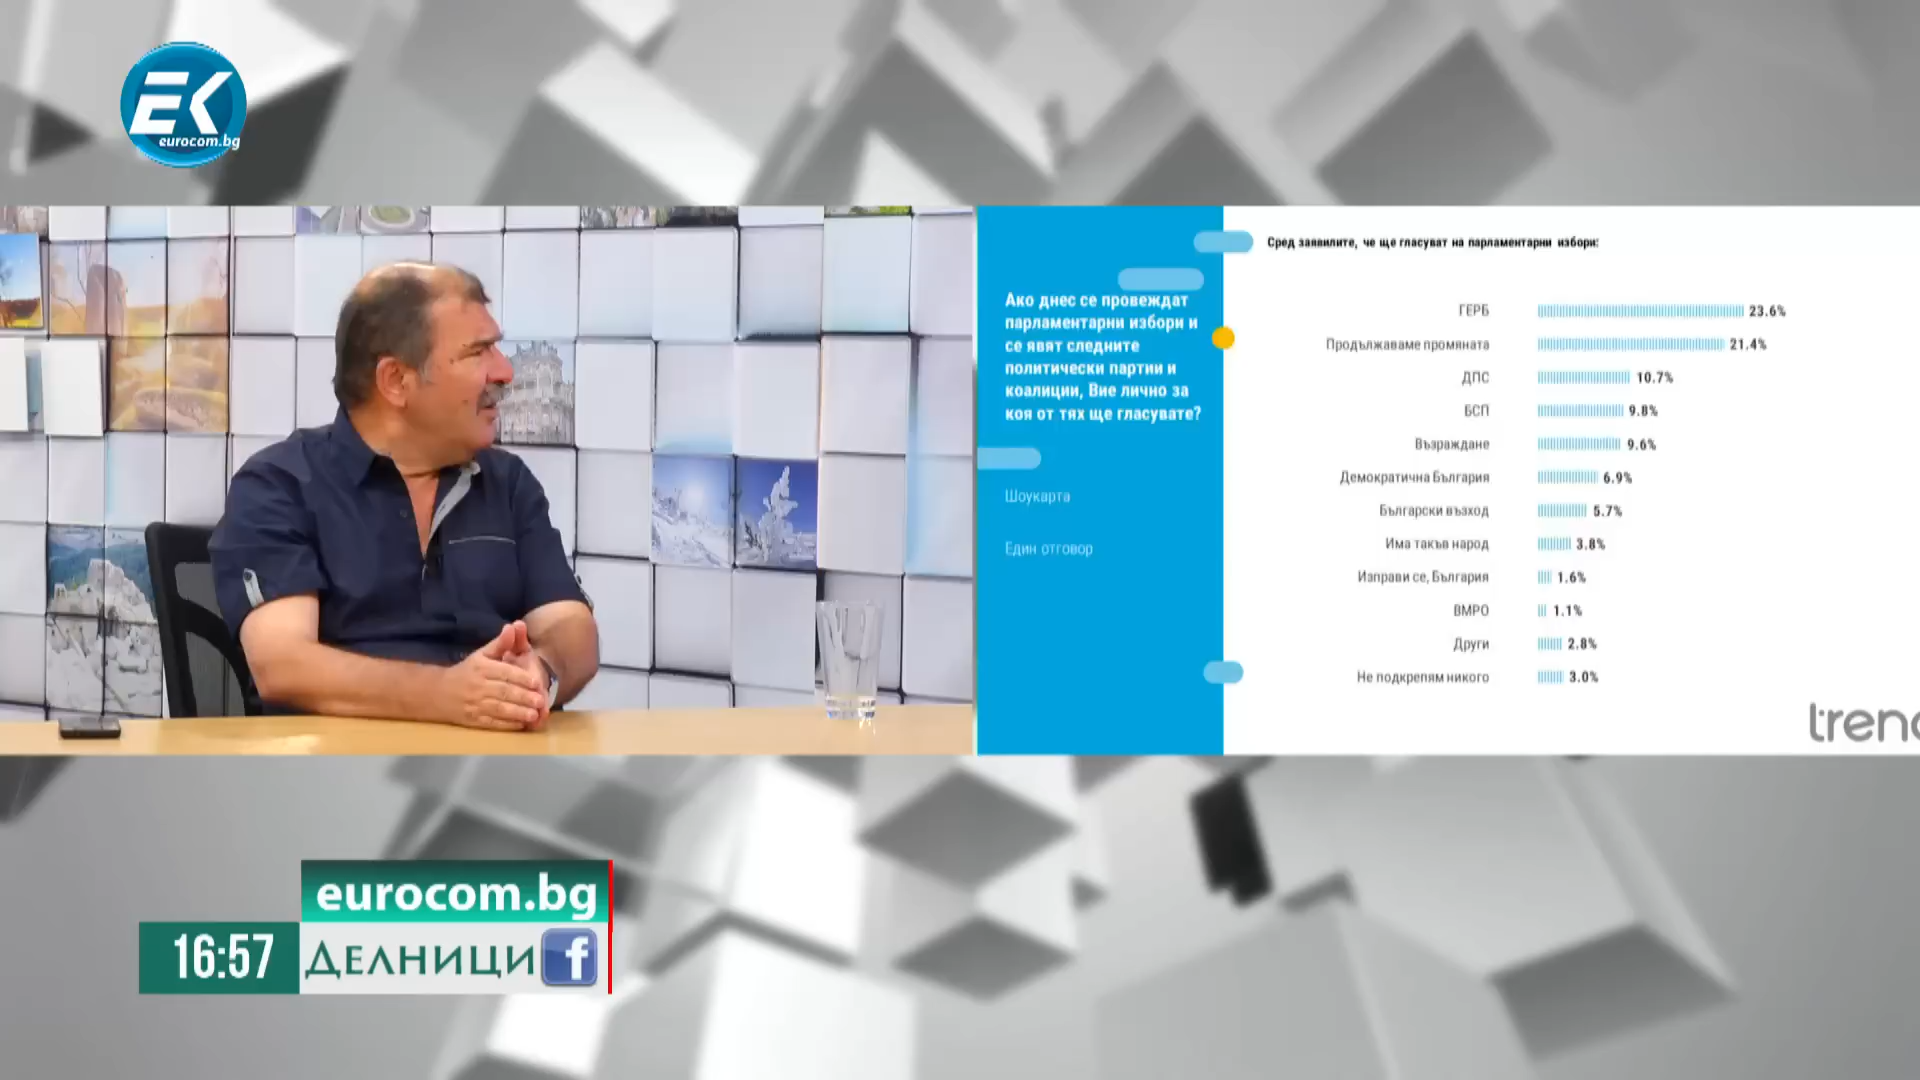 EK
eurocom.bg
Ако днес се провеждат
парламентарни избори и
се явят следните
политически партии и
коалиции, Вие лично за
коя от тях ще гласувате?
Шоукарта
Един отговор
Сред заявилите, че ще гласуват на парламентарни избори:
ГЕРБ 23.6%
Продължаваме промяната 21.4%
ДПС 10.7%
БСП 9.8%
Възраждане 9.6%
Демократична България 6.9%
Български възход 5.7%
Има такъв народ 3.8%
Изправи се, България 1.6%
ВМРО 1.1%
Други 2.8%
Не подкрепям никого 3.0%
tren
eurocom.bg
16:57 ДЕЛНИЦИ f